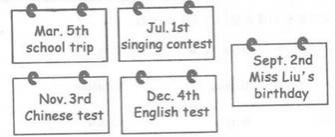 Mar. 5th
school trip
Jul. 1st
singing contest
Sept. 2nd
Miss Liu's
birthday
Nov. 3rd
Chinese test
Dec. 4th
English test